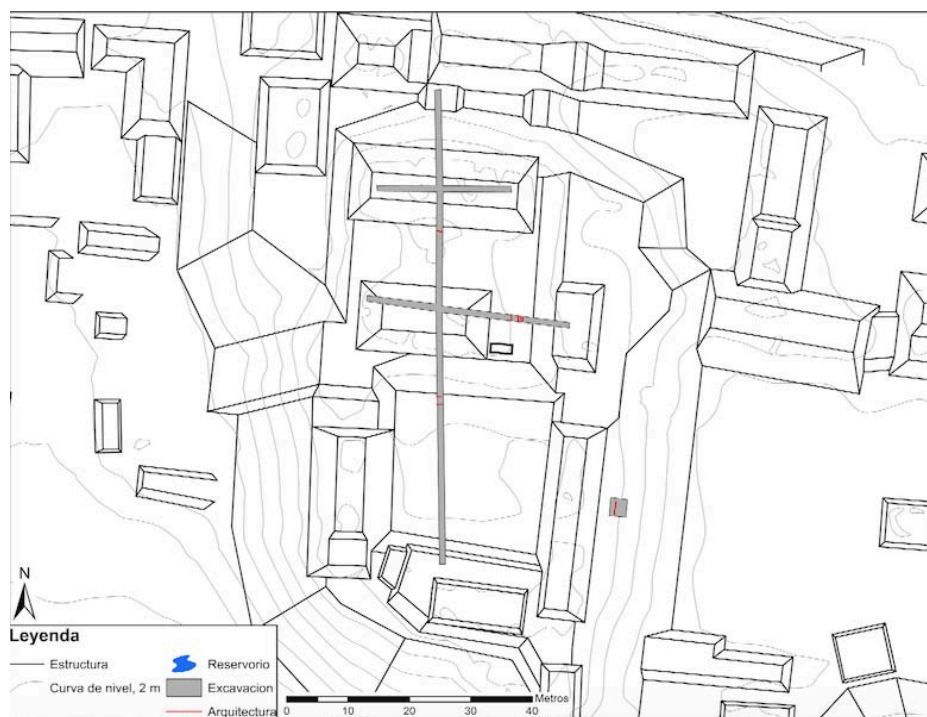 N
Leyenda
Estructura
Reservorio
Curva de nivel, 2 m
Excavacion
Arquitectura
Metros
0 10 20 30 40